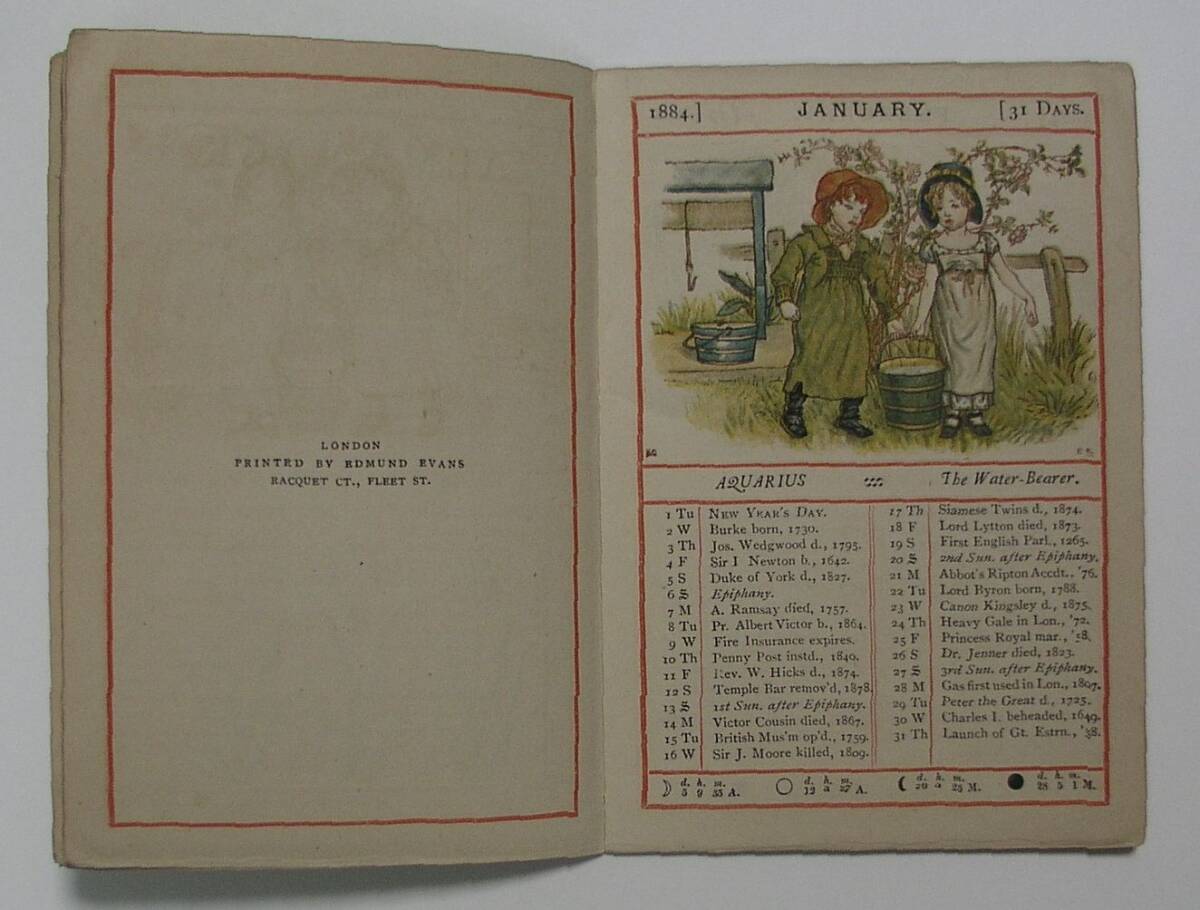 LONDON
PRINTED BY EDMUND EVANS
RACQUET CT., FLEET ST.
1884.] JANUARY. [31 DAYS.
AQUARIUS The Water-Bearer.
1 Tu NEW YEAR'S DAY.
2 W Burke born, 1730.
3 Th Jos. Wedgwood d., 1795.
4 F Sir I Newton b., 1642.
5 S Duke of York d., 1827.
6 S Epiphany.
7 M A. Ramsay died, 1757.
8 Tu Pr. Albert Victor b., 1864.
9 W Fire Insurance expires.
10 Th Penny Post instd., 1840.
11 F Rev. W. Hicks d., 1874.
12 S Temple Bar remov'd, 1878.
13 S 1st Sun. after Epiphany.
14 M Victor Cousin died, 1867.
15 Tu British Mus'm op'd., 1759.
16 W Sir J. Moore killed, 1809.
17 Th Siamese Twins d., 1874.
18 F Lord Lytton died, 1873.
19 S First English Parl., 1265.
20 S 2nd Sun. after Epiphany.
21 M Abbot's Ripton Accdt., '76.
22 Tu Lord Byron born, 1788.
23 W Canon Kingsley d., 1875.
24 Th Heavy Gale in Lon., '72.
25 F Princess Royal mar., '58.
26 S Dr. Jenner died, 1823.
27 S 3rd Sun. after Epiphany.
28 M Gas first used in Lon., 1807.
29 Tu Peter the Great d., 1725.
30 W Charles I. beheaded, 1649.
31 Th Launch of Gt. Estrn., '58.
d. h. m. d. h. m. d. h. m. d. h. m.
5 9 A. 12 A. 20 25 M. 28 5 1 M.